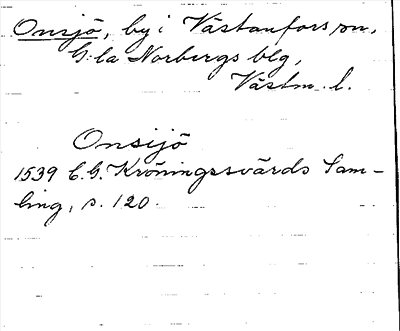 Onsjö, by i Västanfors sn,
G:la Norbergs blg,
Västm. l.
Onsijö
1539 C.G. Kröningssvärds Sam-
ling, s. 120.